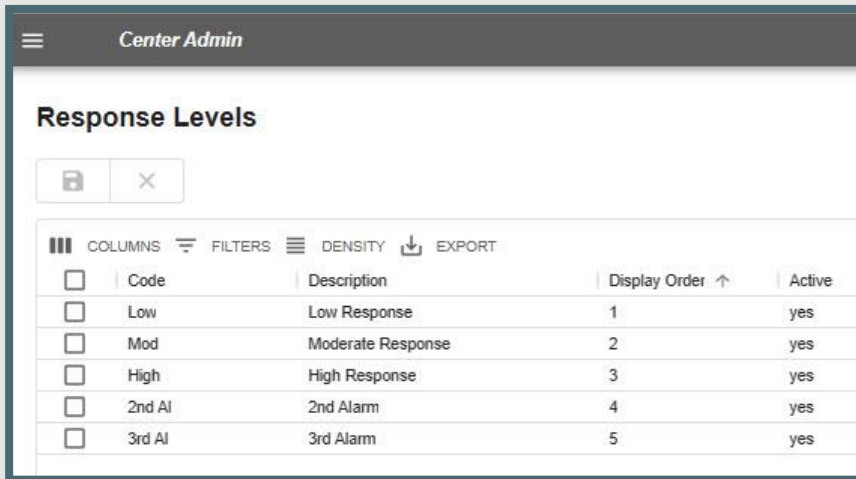 Center Admin
Response Levels
COLUMNS FILTERS DENSITY EXPORT
Code Description Display Order Active
Low Low Response 1 yes
Mod Moderate Response 2 yes
High High Response 3 yes
2nd Al 2nd Alarm 4 yes
3rd Al 3rd Alarm 5 yes